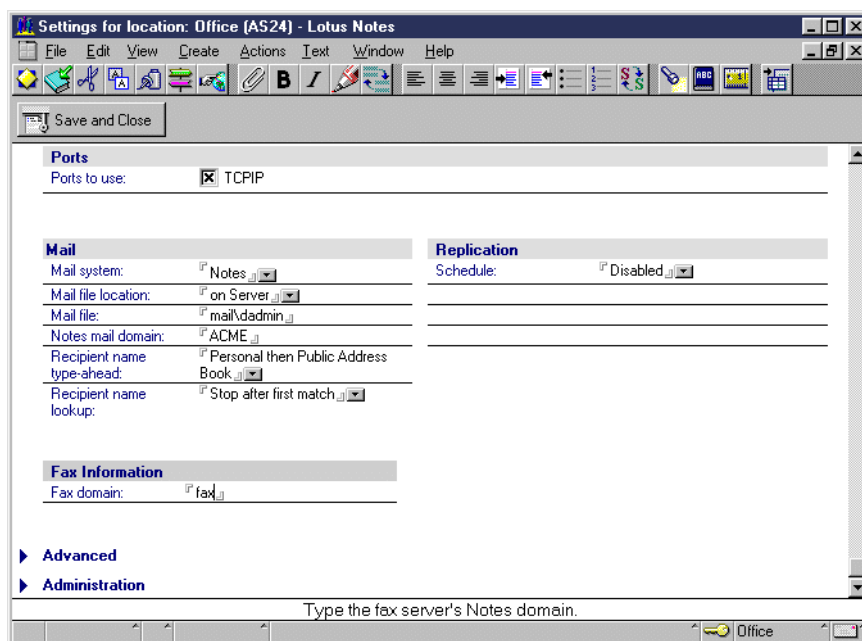 Settings for location: Office (AS24) - Lotus Notes
File Edit View Create Actions Text Window Help
B I ABC
Save and Close
Ports
Ports to use: TCPIP
Mail
Mail system: Notes
Mail file location: on Server
Mail file: mail\dadmin
Notes mail domain: ACME
Recipient name type-ahead: Personal then Public Address Book
Recipient name lookup: Stop after first match
Replication
Schedule: Disabled
Fax Information
Fax domain: fax
Advanced
Administration
Type the fax server's Notes domain.
Office